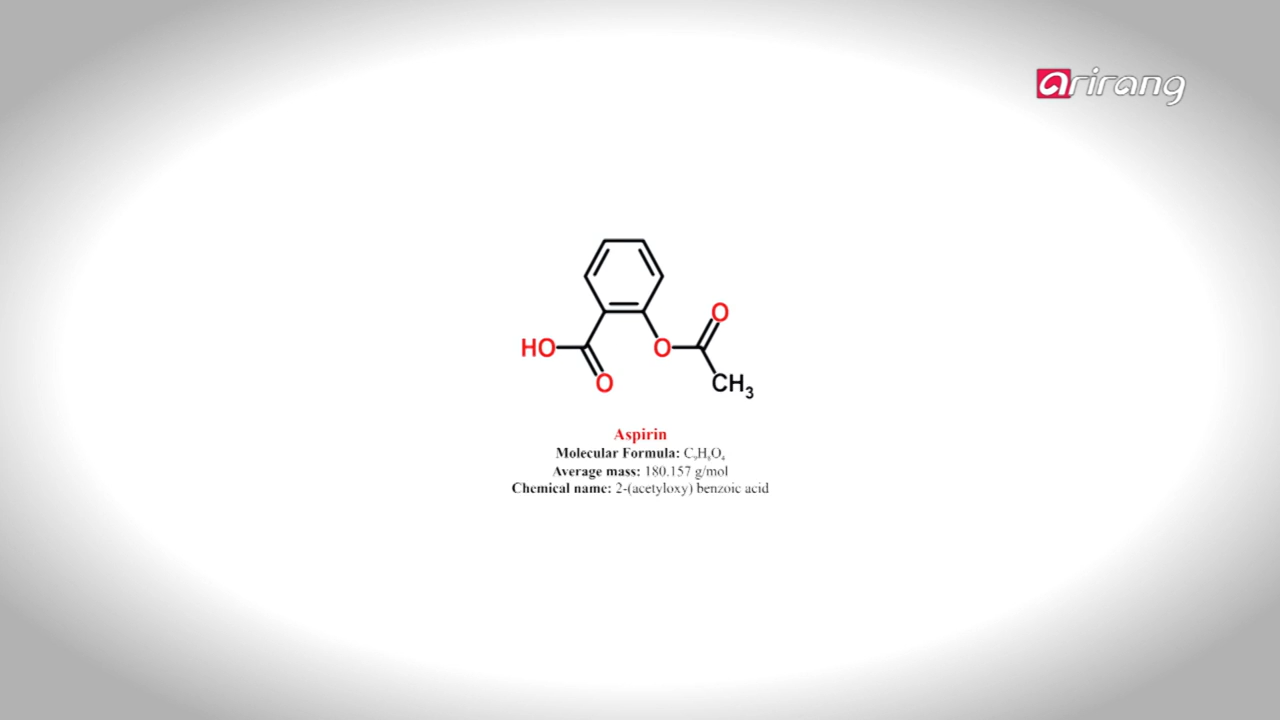 arirang
O
HO
O
O
CH3
Aspirin
Molecular Formula: C9H8O4
Average mass: 180.157 g/mol
Chemical name: 2-(acetyloxy) benzoic acid